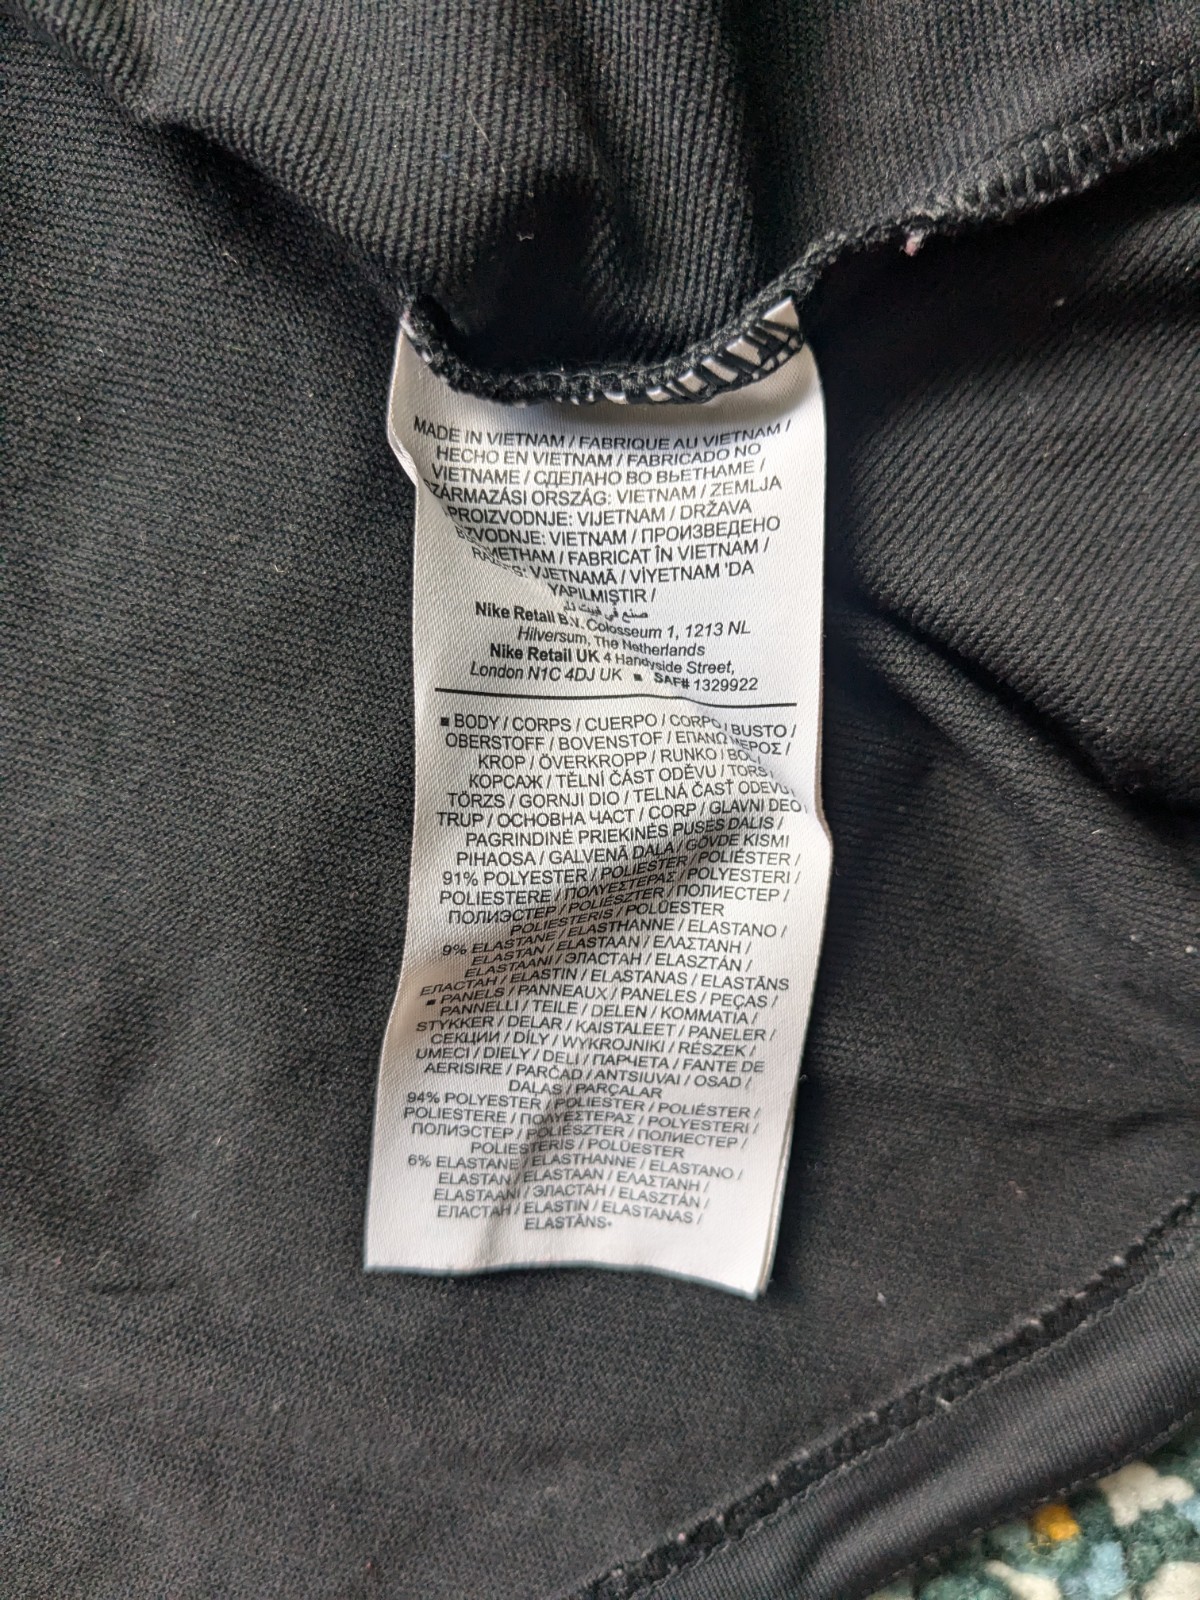 MADE IN VIETNAM / FABRIQUE AU VIETNAM /
HECHO EN VIETNAM / FABRICADO NO
VIETNAME / СДЕЛАНО ВО ВЬЕТНАМЕ /
SZÁRMAZÁSI ORSZÁG: VIETNAM / ZEMLJA
PROIZVODNJE: VIJETNAM / DRŽAVA
VIETNAM / ПРОИЗВЕДЕНО
FABRICAT ÎN VIETNAM /
VJETNAMĀ / VİYETNAM 'DA
YAPILMIŞTIR /
صنع في
Nike Retail B.V. Colosseum 1, 1213 NL
Hilversum, The Netherlands
Nike Retail UK 4 Handyside Street,
London N1C 4DJ UK ▪ SAF# 1329922
▪ BODY / CORPS / CUERPO / CORPO / BUSTO /
OBERSTOFF / BOVENSTOF / ΕΠΑΝΩ ΜΕΡΟΣ /
KROP / ÖVERKROPP / RUNKO /
КОРСАЖ / TĚLNÍ ČÁST ODĚVU / TORS /
TÖRZS / GORNJI DIO / TELNÁ ČASŤ ODEVU /
TRUP / ОСНОВНА ЧАСТ / CORP / GLAVNI DEO
PAGRINDINĖ PRIEKINĖS PUSĖS DALIS /
PIHAOSA / GALVENĀ DAĻA / GÖVDE KISMI
91% POLYESTER / POLIESTER / POLIÉSTER /
POLIESTERE / ΠΟΛΥΕΣΤΕΡΑΣ / POLYESTERI /
ПОЛИЭСТЕР / POLIÉSZTER / ПОЛИЕСТЕР /
POLIESTERIS / POLÜESTER
9% ELASTANE / ELASTHANNE / ELASTANO /
ELASTAN / ELASTAAN / ΕΛΑΣΤΑΝΗ /
ELASTAANI / ЭЛАСТАН / ELASZTÁN /
ЕЛАСТАН / ELASTIN / ELASTANAS / ELASTĀNS
▪ PANELS / PANNEAUX / PANELES / PEÇAS /
PANNELLI / TEILE / DELEN / ΚΟΜΜΑΤΙΑ /
STYKKER / DELAR / KAISTALEET / PANELER /
СЕКЦИИ / DÍLY / WYKROJNIKI / RÉSZEK /
UMECI / DIELY / DELI / ПАРЧЕТА / FANTE DE
AERISIRE / PARČAD / ANTSIUVAI / OSAD /
DAĻAS / PARÇALAR
94% POLYESTER / POLIESTER / POLIÉSTER /
POLIESTERE / ΠΟΛΥΕΣΤΕΡΑΣ / POLYESTERI /
ПОЛИЭСТЕР / POLIÉSZTER / ПОЛИЕСТЕР /
POLIESTERIS / POLÜESTER
6% ELASTANE / ELASTHANNE / ELASTANO /
ELASTAN / ELASTAAN / ΕΛΑΣΤΑΝΗ /
ELASTAANI / ЭЛАСТАН / ELASZTÁN /
ЕЛАСТАН / ELASTIN / ELASTANAS /
ELASTĀNS▪